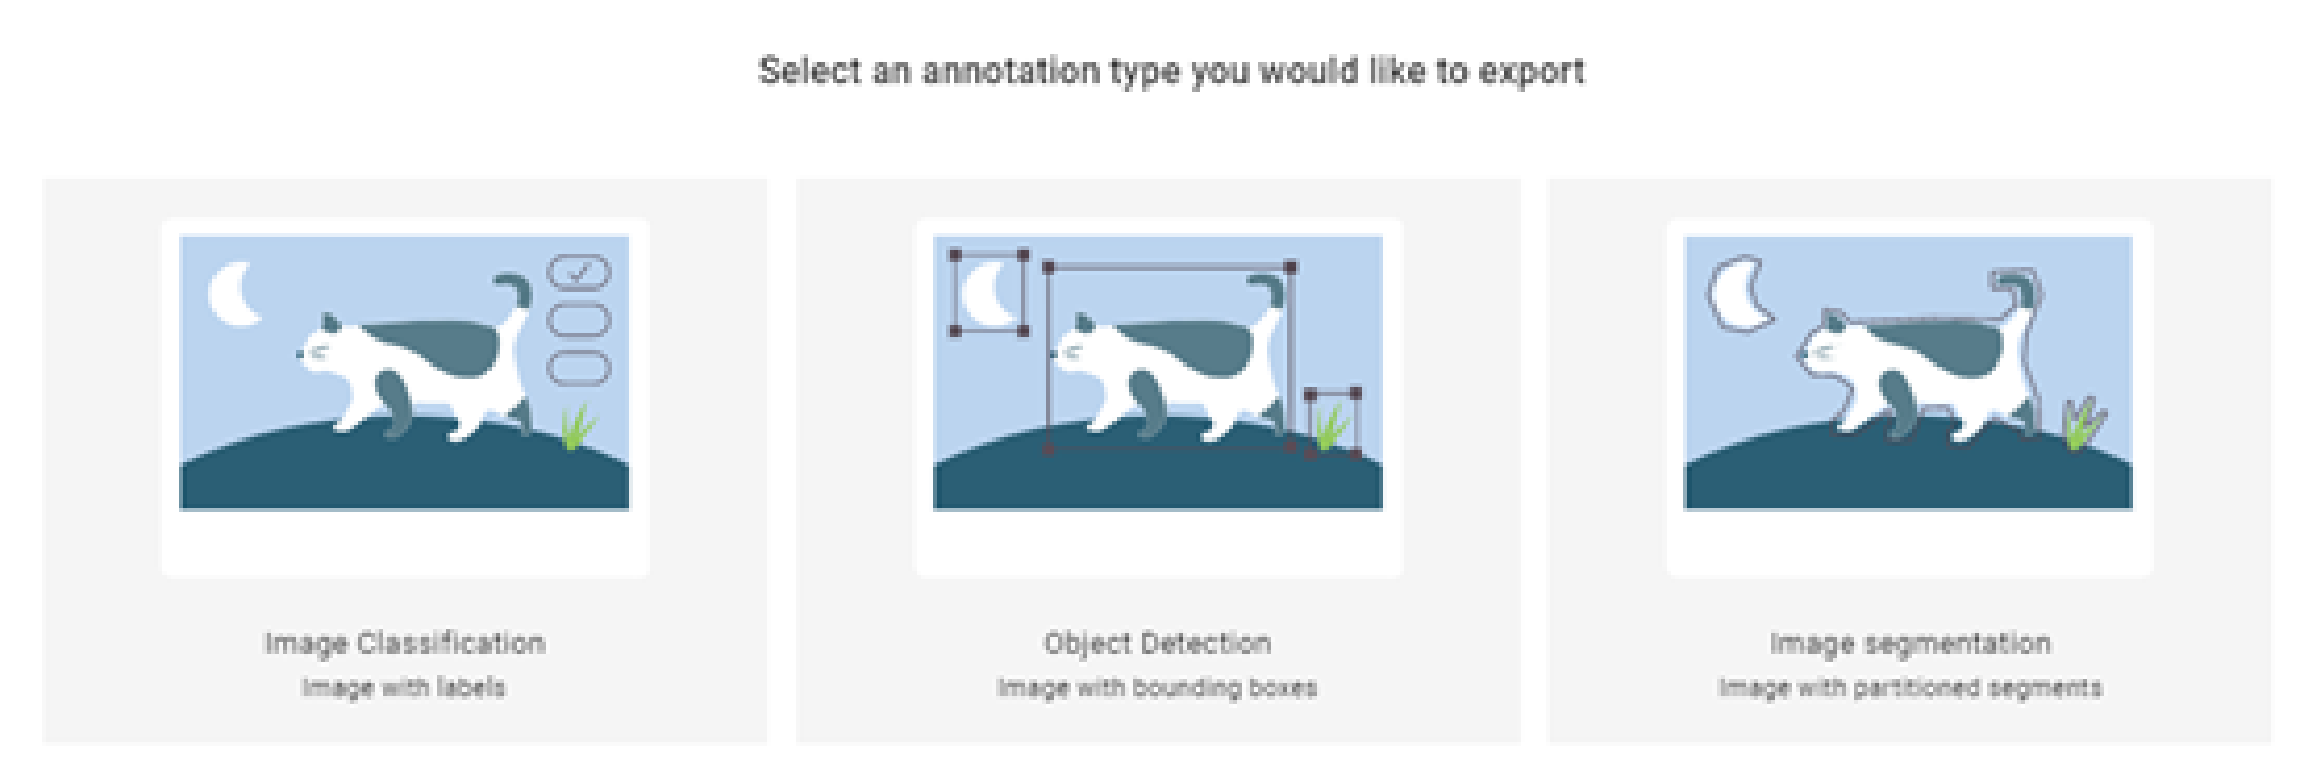 Select an annotation type you would like to export
Image Classification
Image with labels
Object Detection
Image with bounding boxes
Image segmentation
Image with partitioned segments